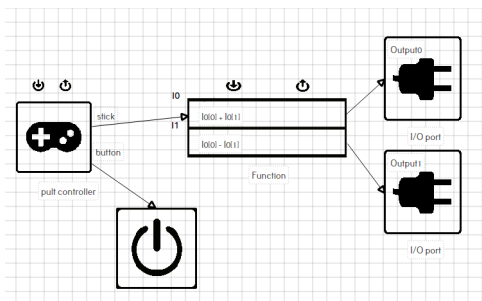 Output0
I/O port
I0
I1
stick
button
I0[0] + I0[1]
I0[0] - I0[1]
Function
pult controller
Output1
I/O port